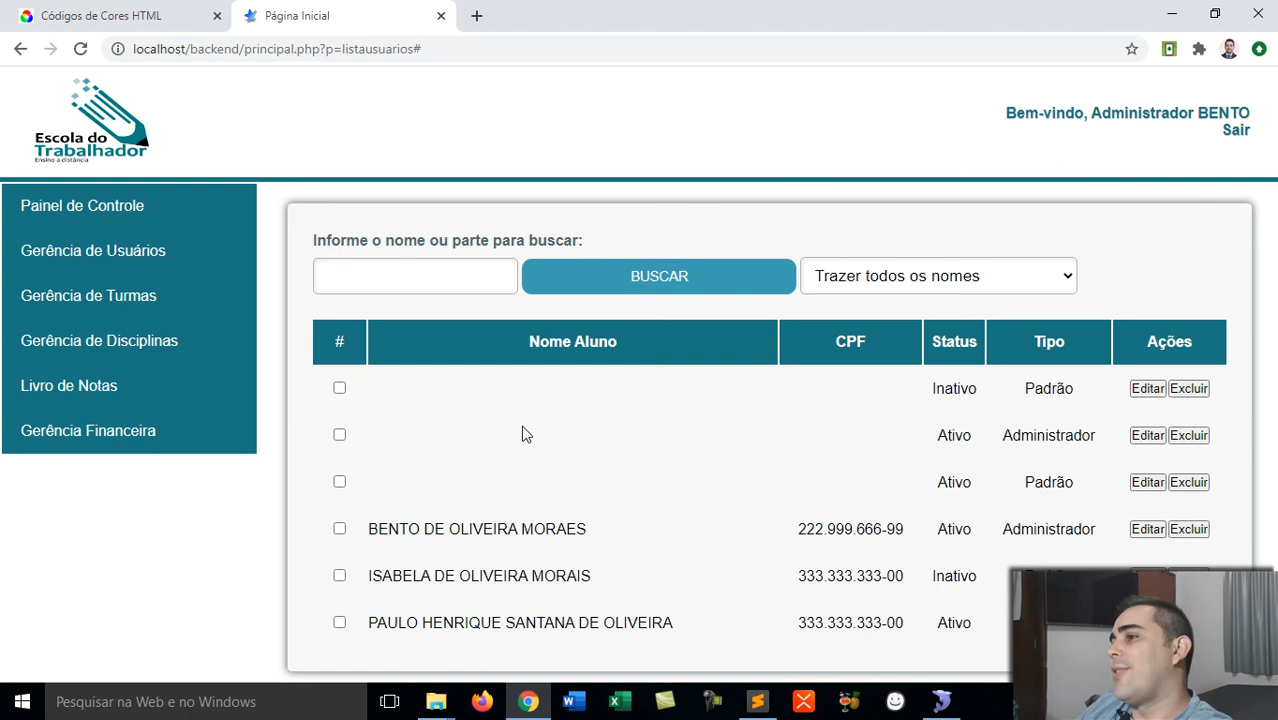 Códigos de Cores HTML
Página Inicial
localhost/backend/principal.php?p=listausuarios#
Escola do
Trabalhador
Ensino a distância
Bem-vindo, Administrador BENTO
Sair
Painel de Controle
Gerência de Usuários
Gerência de Turmas
Gerência de Disciplinas
Livro de Notas
Gerência Financeira
Informe o nome ou parte para buscar:
BUSCAR
Trazer todos os nomes
# Nome Aluno CPF Status Tipo Ações
Inativo Padrão Editar Excluir
Ativo Administrador Editar Excluir
Ativo Padrão Editar Excluir
BENTO DE OLIVEIRA MORAES 222.999.666-99 Ativo Administrador Editar Excluir
ISABELA DE OLIVEIRA MORAIS 333.333.333-00 Inativo
PAULO HENRIQUE SANTANA DE OLIVEIRA 333.333.333-00 Ativo
Pesquisar na Web e no Windows